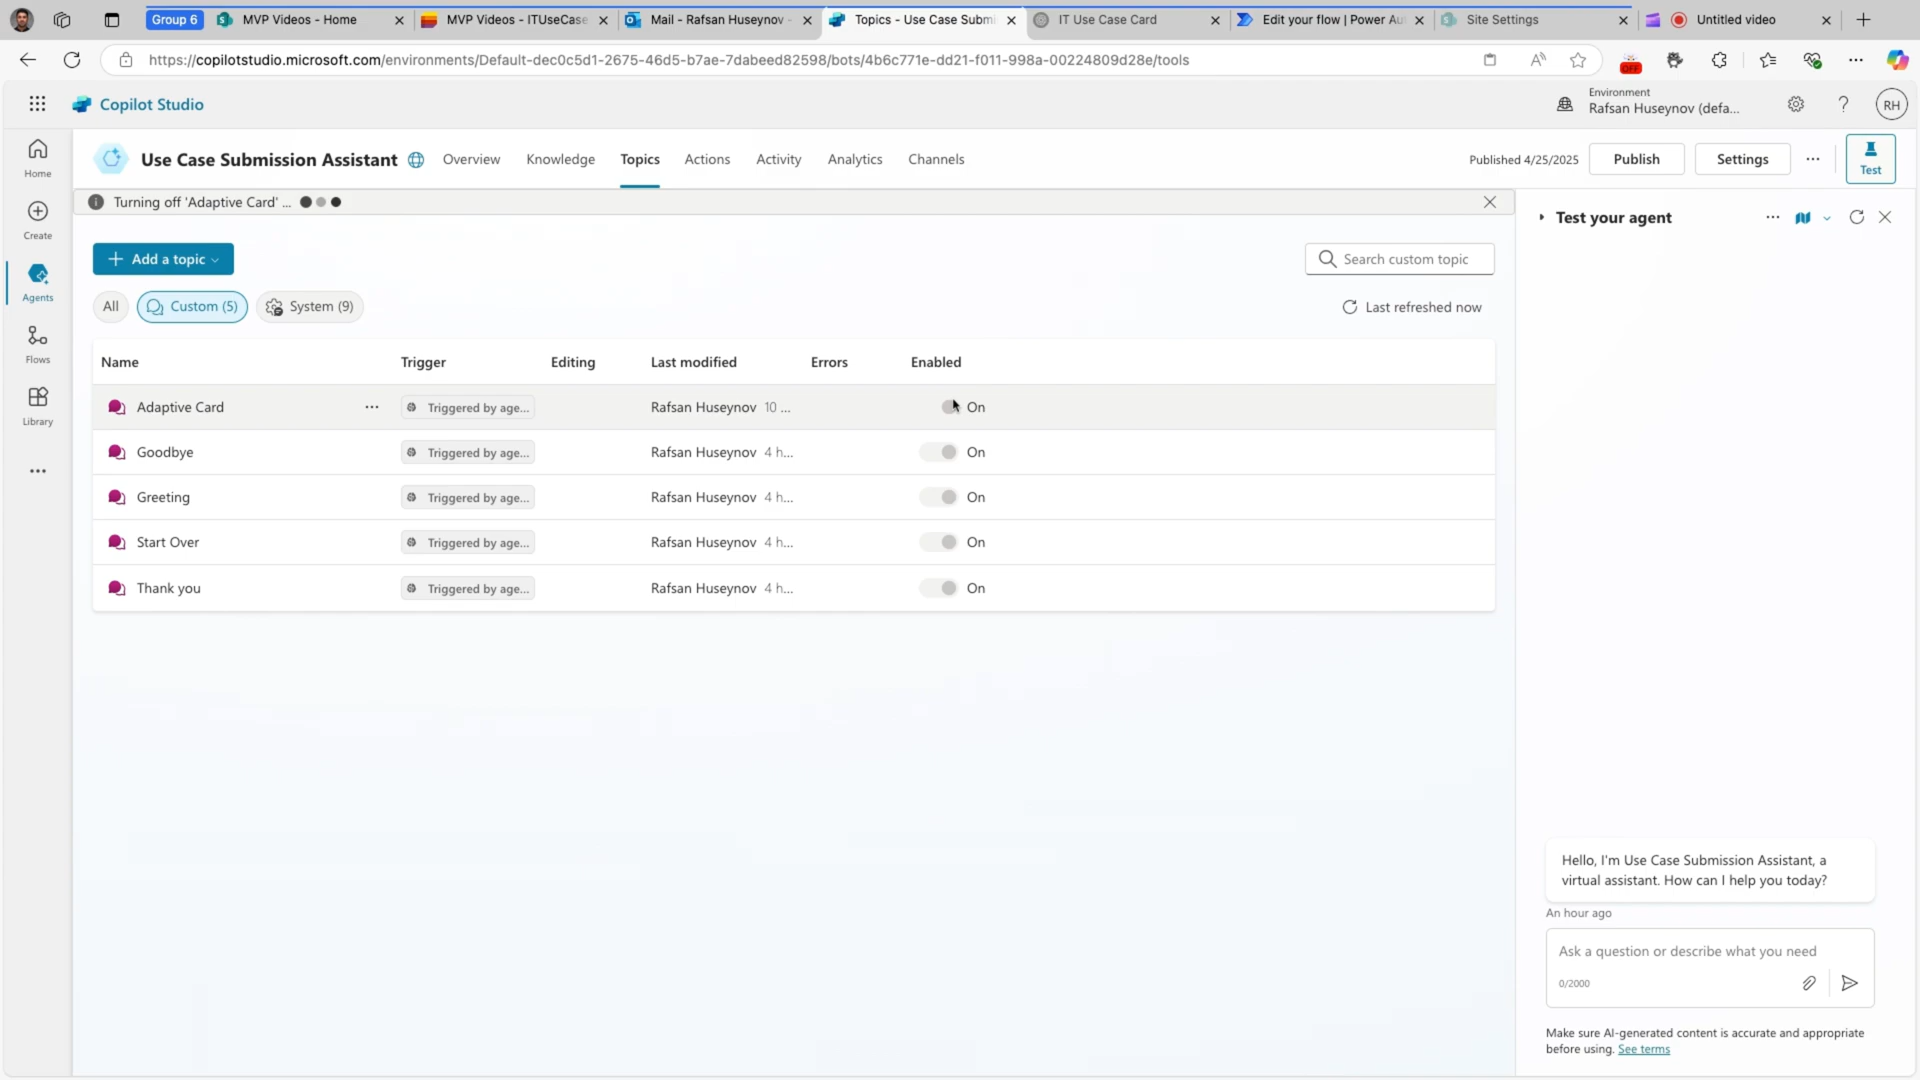 Group 6
MVP Videos - Home
MVP Videos - ITUseCase
Mail - Rafsan Huseynov -
Topics - Use Case Submi
IT Use Case Card
Edit your flow | Power Au
Site Settings
Untitled video
https://copilotstudio.microsoft.com/environments/Default-dec0c5d1-2675-46d5-b7ae-7dabeed82598/bots/4b6c771e-dd21-f011-998a-00224809d28e/tools
OFF
Copilot Studio
Environment
Rafsan Huseynov (defa...
RH
Home
Create
Agents
Flows
Library
Use Case Submission Assistant
Overview
Knowledge
Topics
Actions
Activity
Analytics
Channels
Published 4/25/2025
Publish
Settings
Test
Turning off 'Adaptive Card' ...
Add a topic
Search custom topic
All
Custom (5)
System (9)
Last refreshed now
Name Trigger Editing Last modified Errors Enabled
Adaptive Card Triggered by age... Rafsan Huseynov 10 ... On
Goodbye Triggered by age... Rafsan Huseynov 4 h... On
Greeting Triggered by age... Rafsan Huseynov 4 h... On
Start Over Triggered by age... Rafsan Huseynov 4 h... On
Thank you Triggered by age... Rafsan Huseynov 4 h... On
Test your agent
Hello, I'm Use Case Submission Assistant, a
virtual assistant. How can I help you today?
An hour ago
Ask a question or describe what you need
0/2000
Make sure AI-generated content is accurate and appropriate
before using. See terms